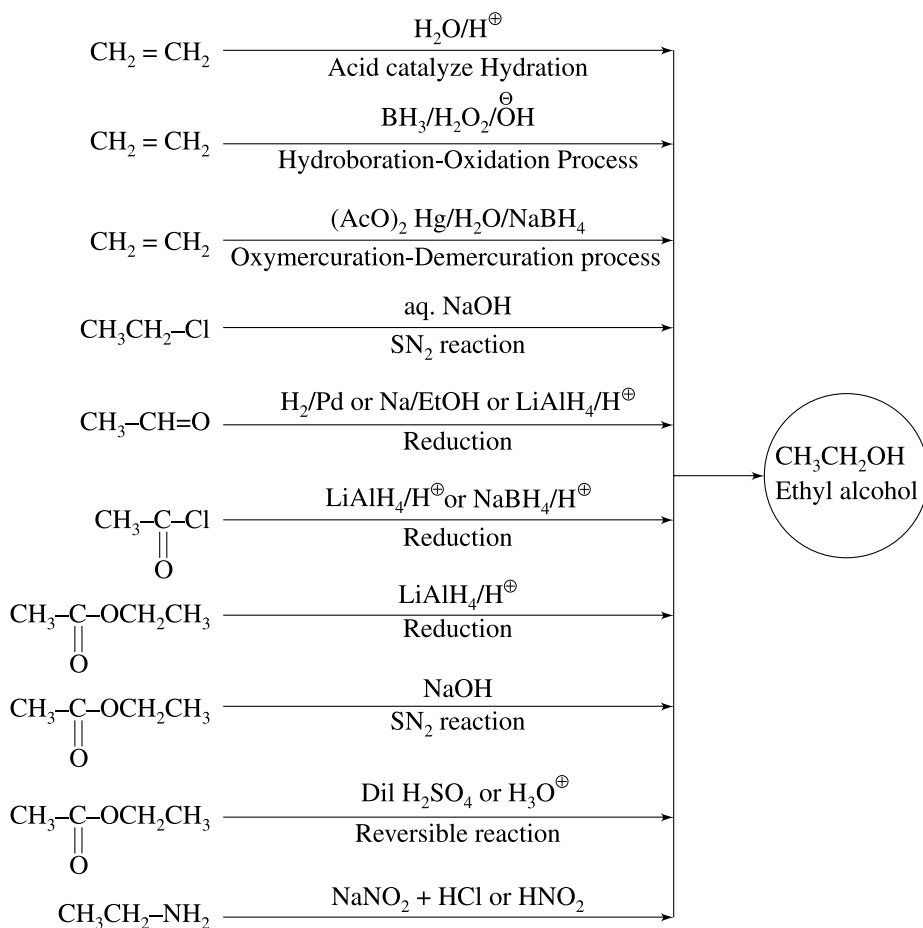 H₂O/H⊕
CH₂ = CH₂
Acid catalyze Hydration
BH₃/H₂O₂/OH⊖
CH₂ = CH₂
Hydroboration-Oxidation Process
(AcO)₂ Hg/H₂O/NaBH₄
CH₂ = CH₂
Oxymercuration-Demercuration process
aq. NaOH
CH₃CH₂–Cl
SN₂ reaction
H₂/Pd or Na/EtOH or LiAlH₄/H⊕
CH₃–CH=O
Reduction
CH₃CH₂OH
Ethyl alcohol
LiAlH₄/H⊕ or NaBH₄/H⊕
CH₃–C–Cl
Reduction
O
LiAlH₄/H⊕
CH₃–C–OCH₂CH₃
Reduction
O
NaOH
CH₃–C–OCH₂CH₃
SN₂ reaction
O
Dil H₂SO₄ or H₃O⊕
CH₃–C–OCH₂CH₃
Reversible reaction
O
NaNO₂ + HCl or HNO₂
CH₃CH₂–NH₂